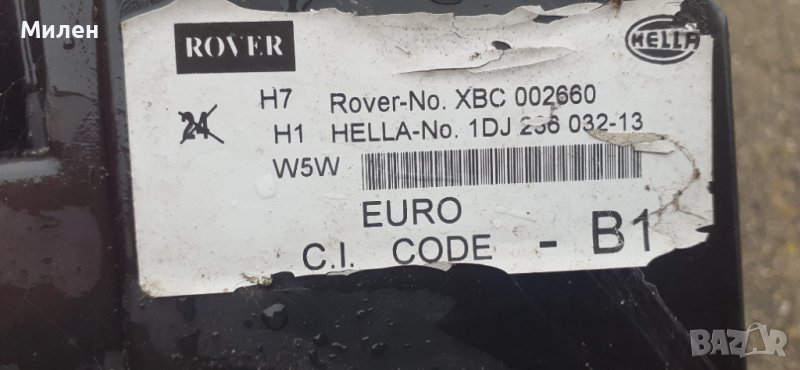 Милен
ROVER
HELLA
H7 Rover-No. XBC 002660
24 H1 HELLA-No. 1DJ 236 032-13
W5W
EURO
C.I. CODE - B1
BAZAR